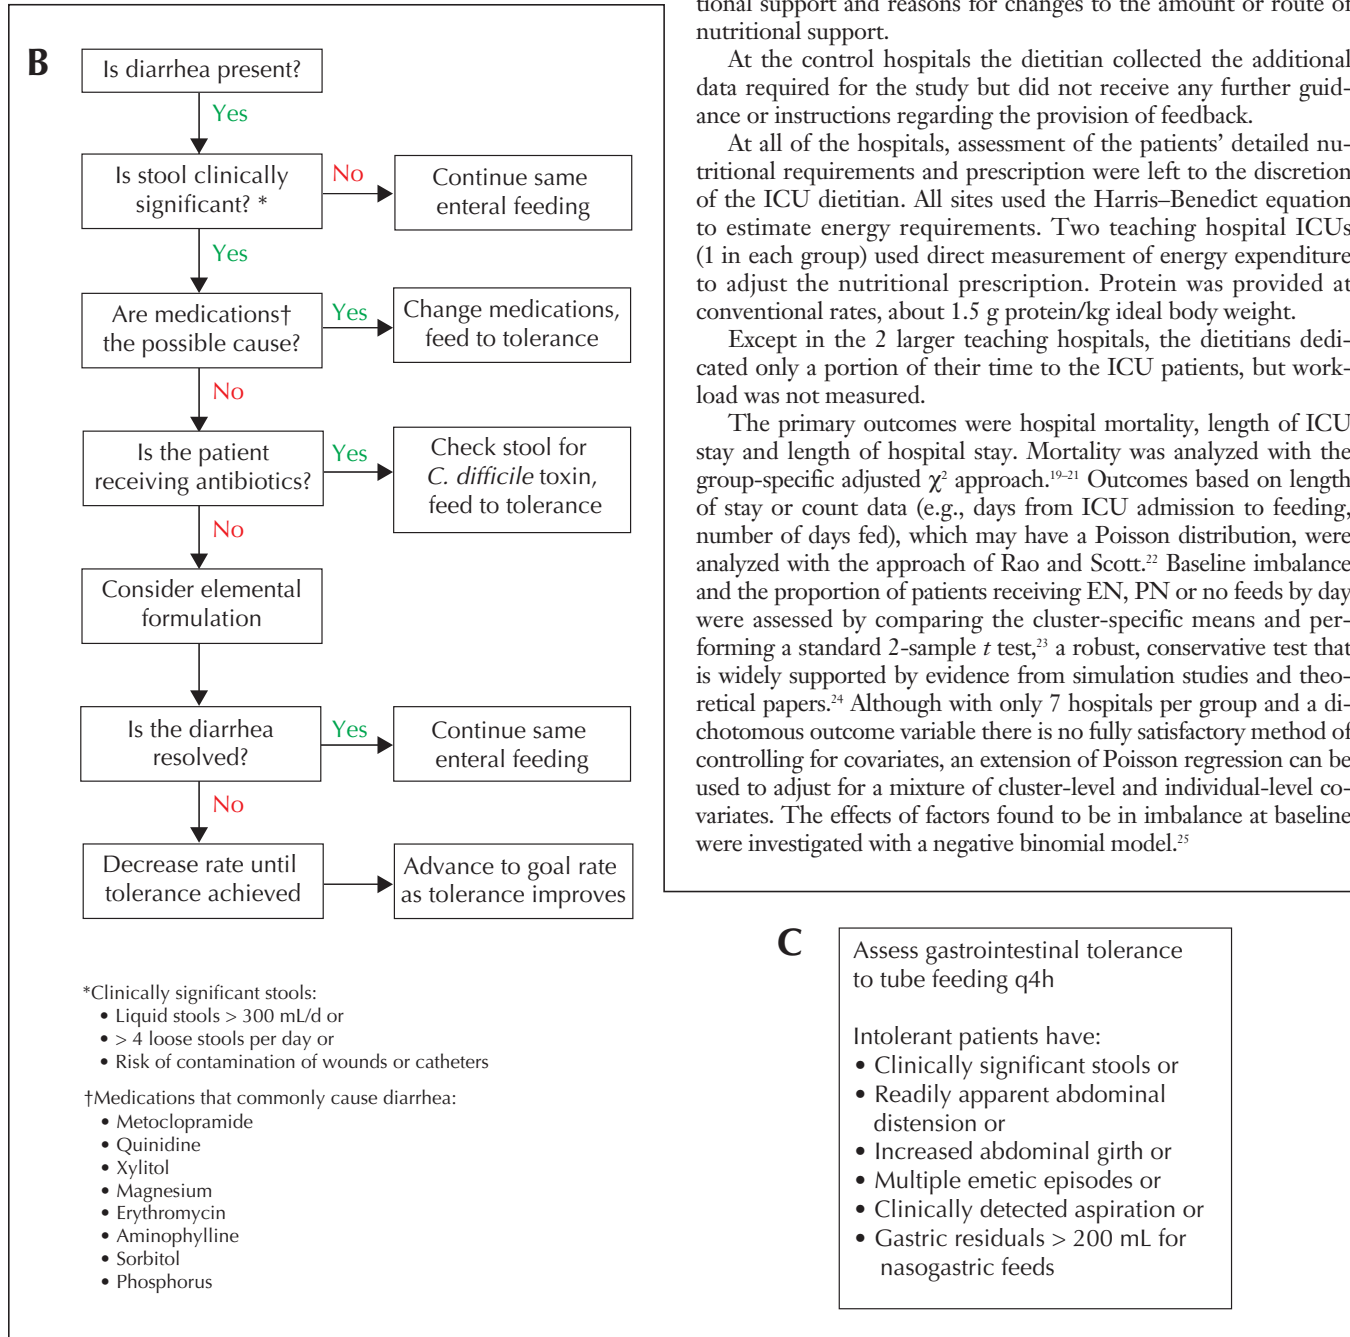 B
Is diarrhea present?
Yes
Is stool clinically
significant? *
No
Continue same
enteral feeding
Yes
Are medications†
the possible cause?
Yes
Change medications,
feed to tolerance
No
Is the patient
receiving antibiotics?
Yes
Check stool for
C. difficile toxin,
feed to tolerance
No
Consider elemental
formulation
Is the diarrhea
resolved?
Yes
Continue same
enteral feeding
No
Decrease rate until
tolerance achieved
Advance to goal rate
as tolerance improves
*Clinically significant stools:
• Liquid stools > 300 mL/d or
• > 4 loose stools per day or
• Risk of contamination of wounds or catheters
†Medications that commonly cause diarrhea:
• Metoclopramide
• Quinidine
• Xylitol
• Magnesium
• Erythromycin
• Aminophylline
• Sorbitol
• Phosphorus
tional support and reasons for changes to the amount or route of
nutritional support.
At the control hospitals the dietitian collected the additional
data required for the study but did not receive any further guid-
ance or instructions regarding the provision of feedback.
At all of the hospitals, assessment of the patients' detailed nu-
tritional requirements and prescription were left to the discretion
of the ICU dietitian. All sites used the Harris–Benedict equation
to estimate energy requirements. Two teaching hospital ICUs
(1 in each group) used direct measurement of energy expenditure
to adjust the nutritional prescription. Protein was provided at
conventional rates, about 1.5 g protein/kg ideal body weight.
Except in the 2 larger teaching hospitals, the dietitians dedi-
cated only a portion of their time to the ICU patients, but work-
load was not measured.
The primary outcomes were hospital mortality, length of ICU
stay and length of hospital stay. Mortality was analyzed with the
group-specific adjusted χ² approach.¹⁹⁻²¹ Outcomes based on length
of stay or count data (e.g., days from ICU admission to feeding,
number of days fed), which may have a Poisson distribution, were
analyzed with the approach of Rao and Scott.²² Baseline imbalance
and the proportion of patients receiving EN, PN or no feeds by day
were assessed by comparing the cluster-specific means and per-
forming a standard 2-sample t test,²³ a robust, conservative test that
is widely supported by evidence from simulation studies and theo-
retical papers.²⁴ Although with only 7 hospitals per group and a di-
chotomous outcome variable there is no fully satisfactory method of
controlling for covariates, an extension of Poisson regression can be
used to adjust for a mixture of cluster-level and individual-level co-
variates. The effects of factors found to be in imbalance at baseline
were investigated with a negative binomial model.²⁵
C
Assess gastrointestinal tolerance
to tube feeding q4h
Intolerant patients have:
• Clinically significant stools or
• Readily apparent abdominal
distension or
• Increased abdominal girth or
• Multiple emetic episodes or
• Clinically detected aspiration or
• Gastric residuals > 200 mL for
nasogastric feeds